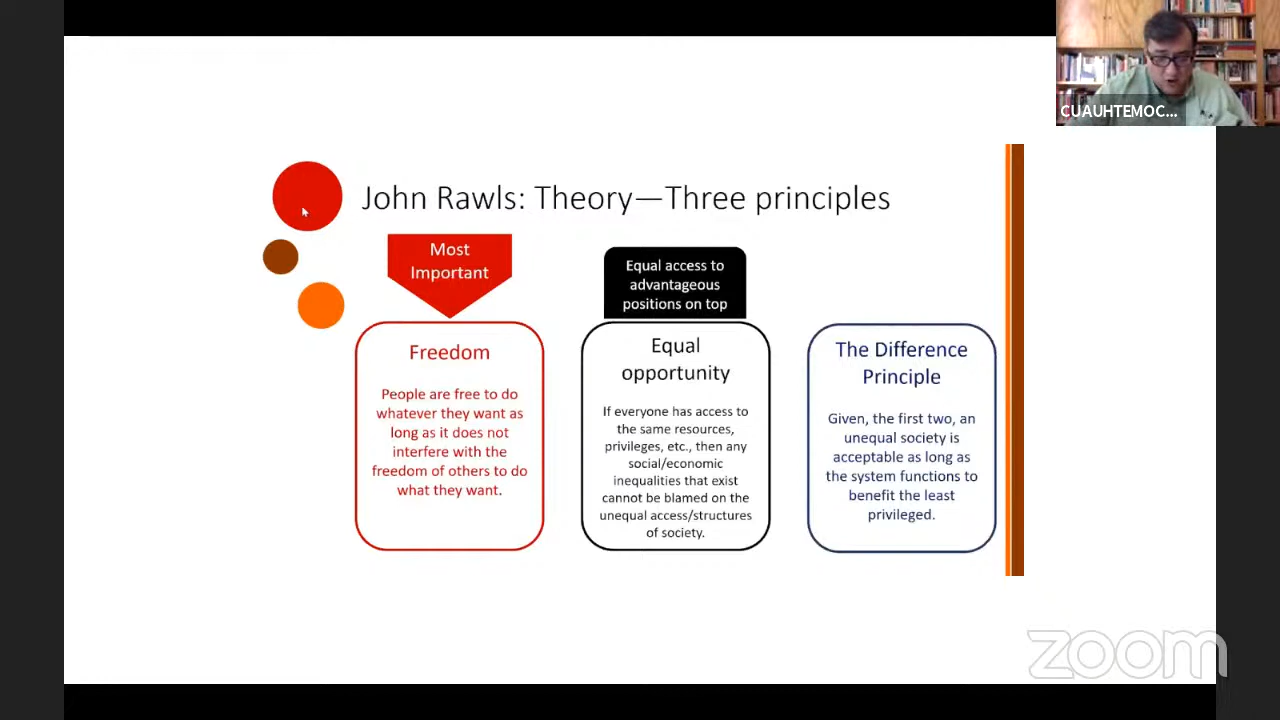 CUAUHTEMOC...
John Rawls: Theory—Three principles
Most
Important
Freedom
People are free to do
whatever they want as
long as it does not
interfere with the
freedom of others to do
what they want.
Equal access to
advantageous
positions on top
Equal
opportunity
If everyone has access to
the same resources,
privileges, etc., then any
social/economic
inequalities that exist
cannot be blamed on the
unequal access/structures
of society.
The Difference
Principle
Given, the first two, an
unequal society is
acceptable as long as
the system functions to
benefit the least
privileged.
zoom